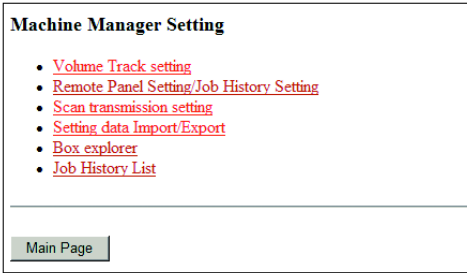 Machine Manager Setting
Volume Track setting
Remote Panel Setting/Job History Setting
Scan transmission setting
Setting data Import/Export
Box explorer
Job History List
Main Page